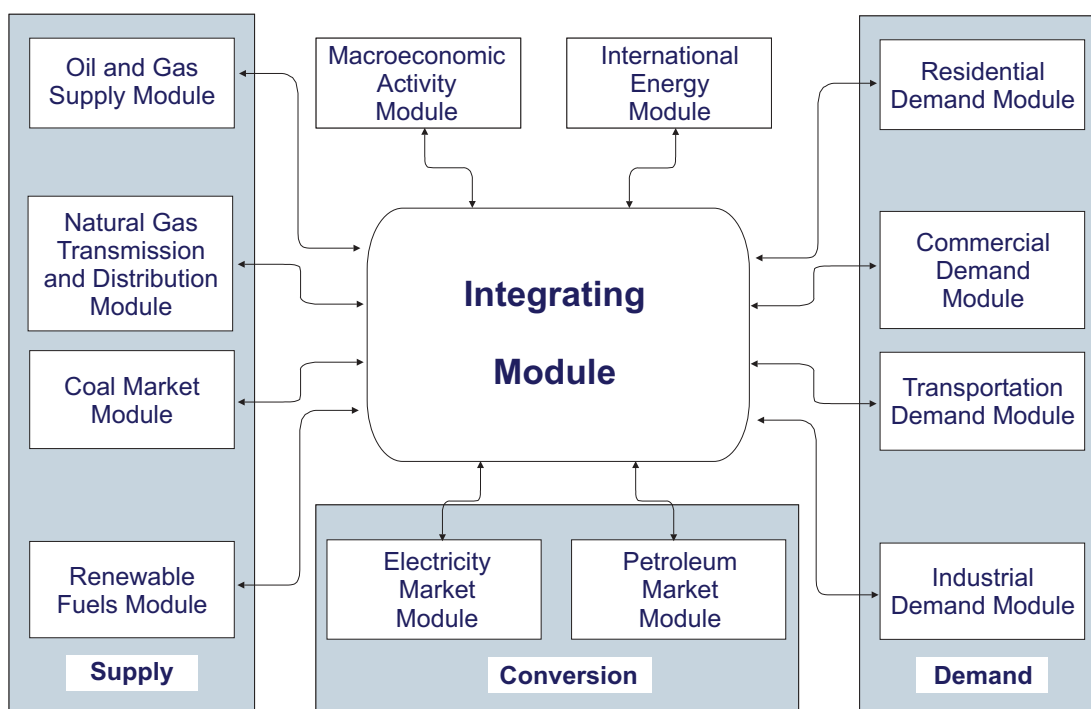 Oil and Gas
Supply Module
Natural Gas
Transmission
and Distribution
Module
Coal Market
Module
Renewable
Fuels Module
Supply
Macroeconomic
Activity
Module
International
Energy
Module
Integrating
Module
Electricity
Market
Module
Petroleum
Market
Module
Conversion
Residential
Demand Module
Commercial
Demand
Module
Transportation
Demand Module
Industrial
Demand Module
Demand